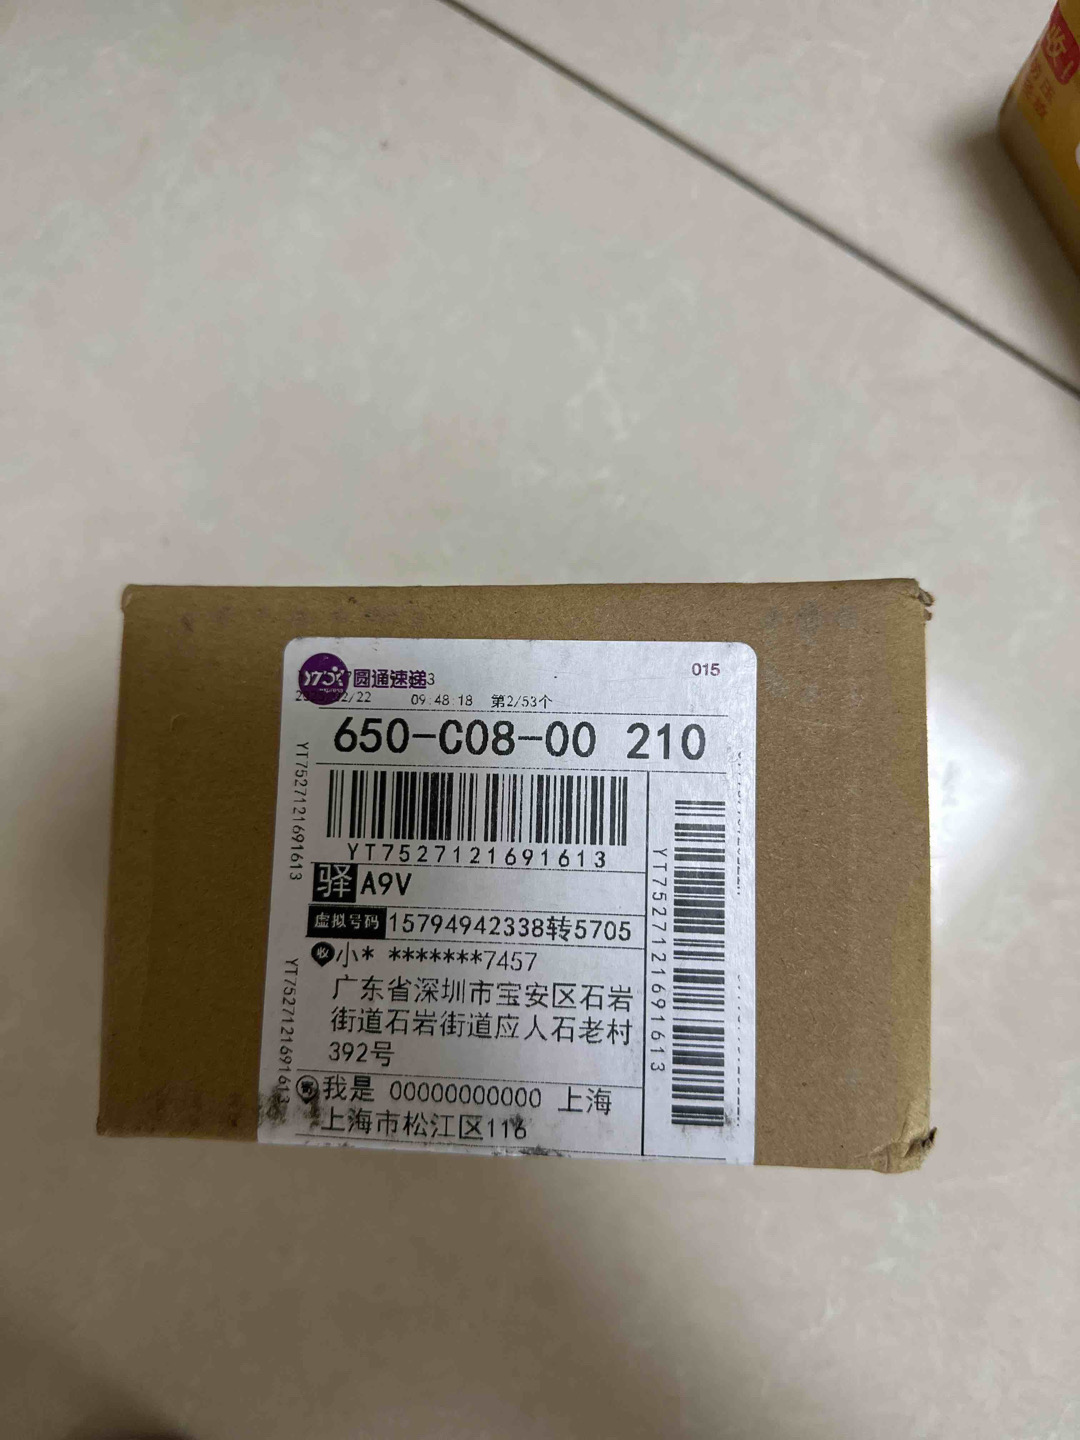 圆通速递
015
09:48:18 第2/53个
650-C08-00 210
YT7527121691613
YT7527121691613
驿 A9V
虚拟号码 15794942338转5705
收 小* *******7457
广东省深圳市宝安区石岩
街道石岩街道应人石老村
392号
寄 我是 00000000000 上海
上海市松江区116
YT7527121691613
YT7527121691613
收!